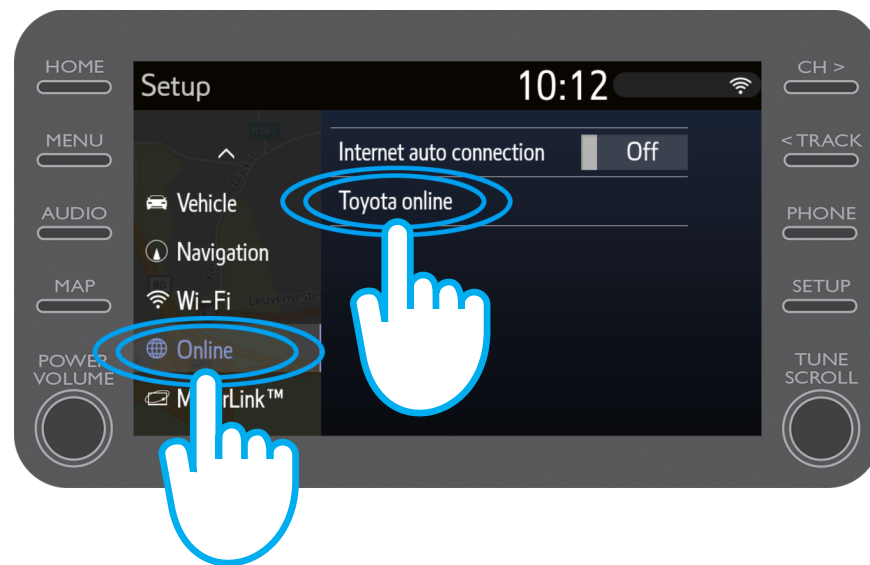 HOME
MENU
AUDIO
MAP
POWER
VOLUME
Setup
10:12
N262
Vehicle
Navigation
Wi-Fi
Online
Internet auto connection
Off
Toyota online
CH >
< TRACK
PHONE
SETUP
TUNE
SCROLL